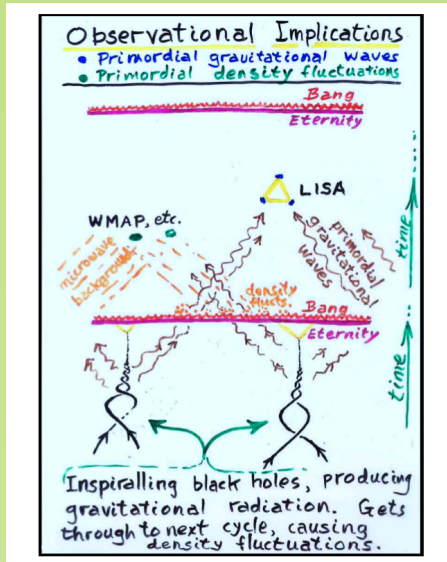 Observational Implications
• Primordial gravitational waves
• Primordial density fluctuations
Bang
Eternity
LISA
WMAP, etc.
microwave
background
primordial
gravitational
waves
time
density
flucts.
Bang
Eternity
time
Inspiralling black holes, producing
gravitational radiation. Gets
through to next cycle, causing
density fluctuations.